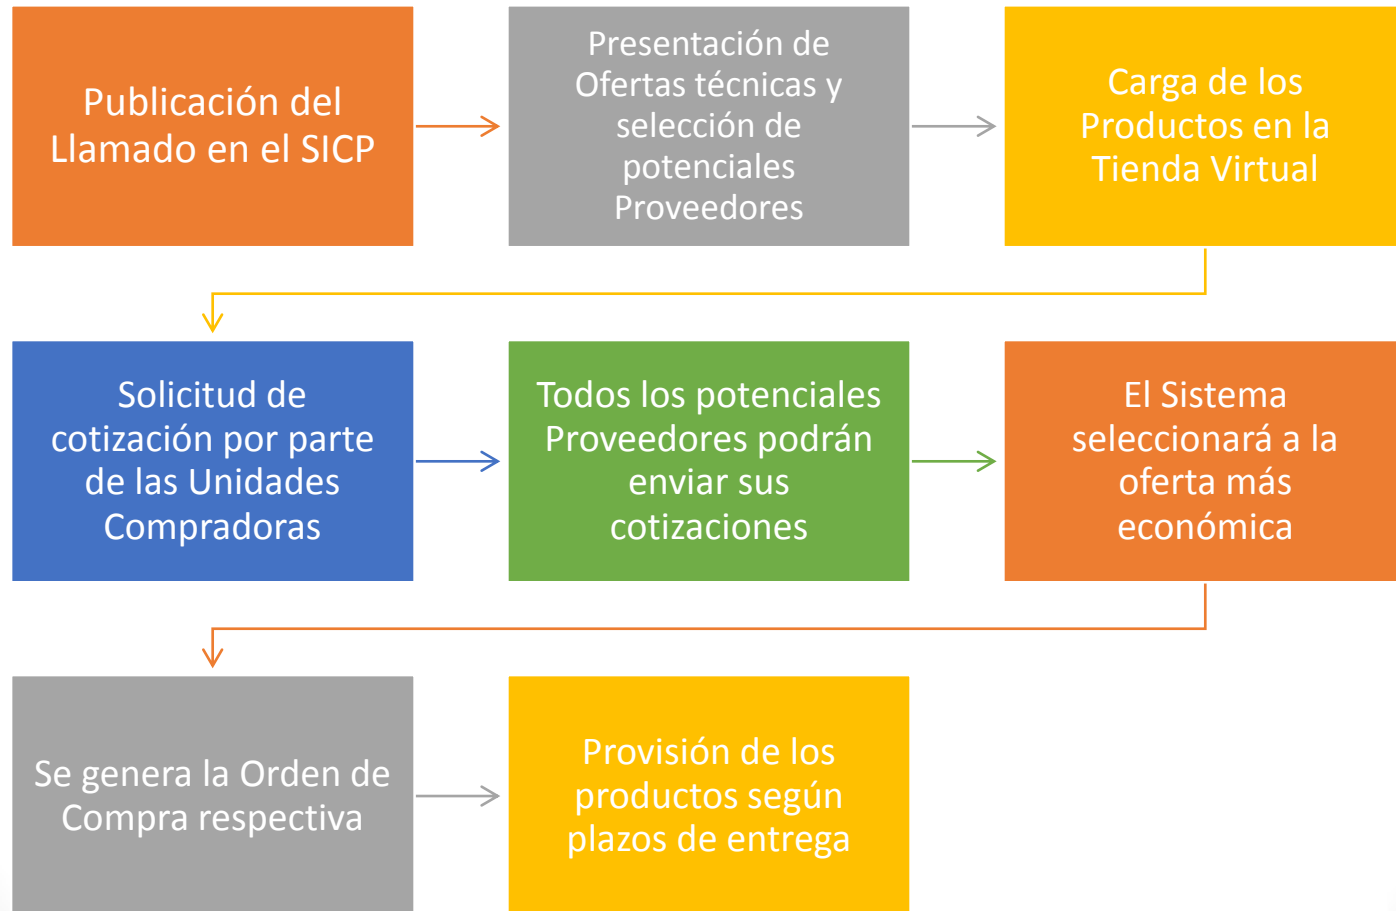 Publicación del
Llamado en el SICP
Presentación de
Ofertas técnicas y
selección de
potenciales
Proveedores
Carga de los
Productos en la
Tienda Virtual
Solicitud de
cotización por parte
de las Unidades
Compradoras
Todos los potenciales
Proveedores podrán
enviar sus
cotizaciones
El Sistema
seleccionará a la
oferta más
económica
Se genera la Orden de
Compra respectiva
Provisión de los
productos según
plazos de entrega